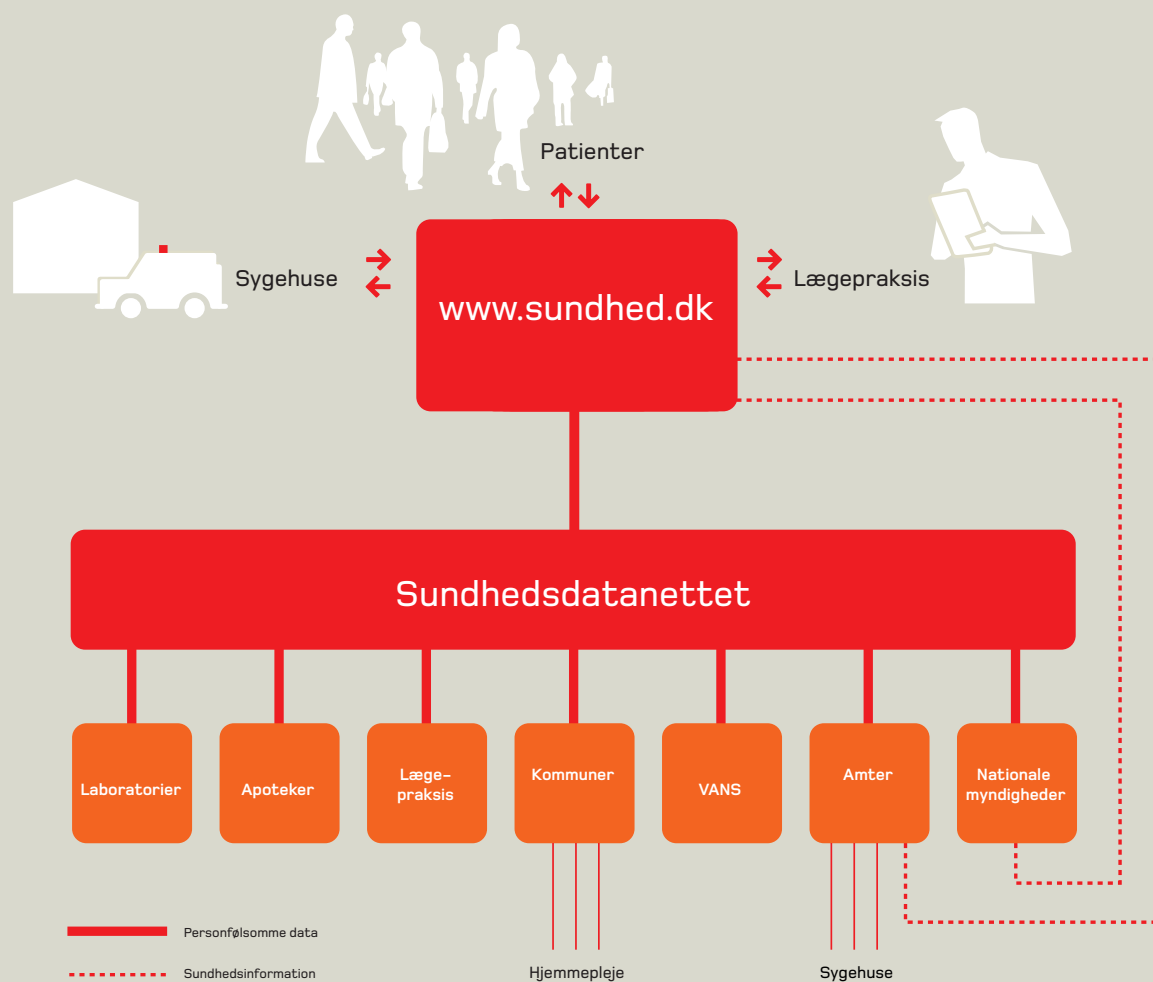 Patienter
Sygehuse
Lægepraksis
www.sundhed.dk
Sundhedsdatanettet
Laboratorier
Apoteker
Læge-
praksis
Kommuner
VANS
Amter
Nationale
myndigheder
Personfølsomme data
Sundhedsinformation
Hjemmepleje
Sygehuse